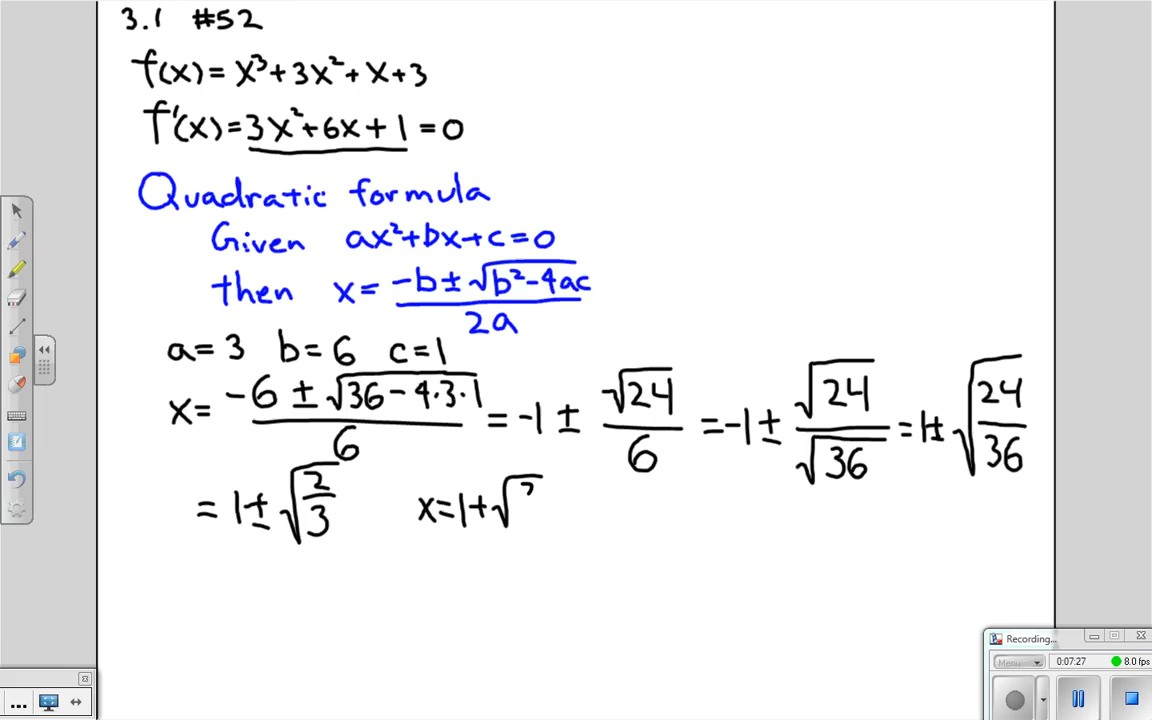 3.1 #52
f(x) = x³ + 3x² + x + 3
f'(x) = 3x² + 6x + 1 = 0
Quadratic formula
Given ax² + bx + c = 0
then x = (-b ± √(b² - 4ac)) / 2a
a = 3 b = 6 c = 1
x = (-6 ± √(36 - 4·3·1)) / 6 = -1 ± √24 / 6 = -1 ± √24 / √36 = 1 ± √(24/36)
= 1 ± √(2/3) x = 1 + √2
Recording...
Menu 0:07:27 8.0 fps
...